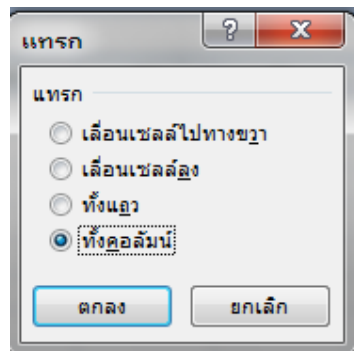 แทรก
แทรก
เลื่อนเซลล์ไปทางขวา
เลื่อนเซลล์ลง
ทั้งแถว
ทั้งคอลัมน์
ตกลง
ยกเลิก